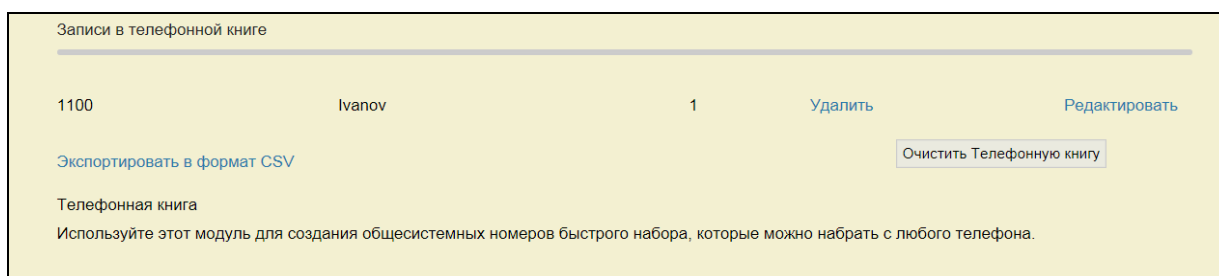 Записи в телефонной книге
1100 Ivanov 1 Удалить Редактировать
Экспортировать в формат CSV Очистить Телефонную книгу
Телефонная книга
Используйте этот модуль для создания общесистемных номеров быстрого набора, которые можно набрать с любого телефона.